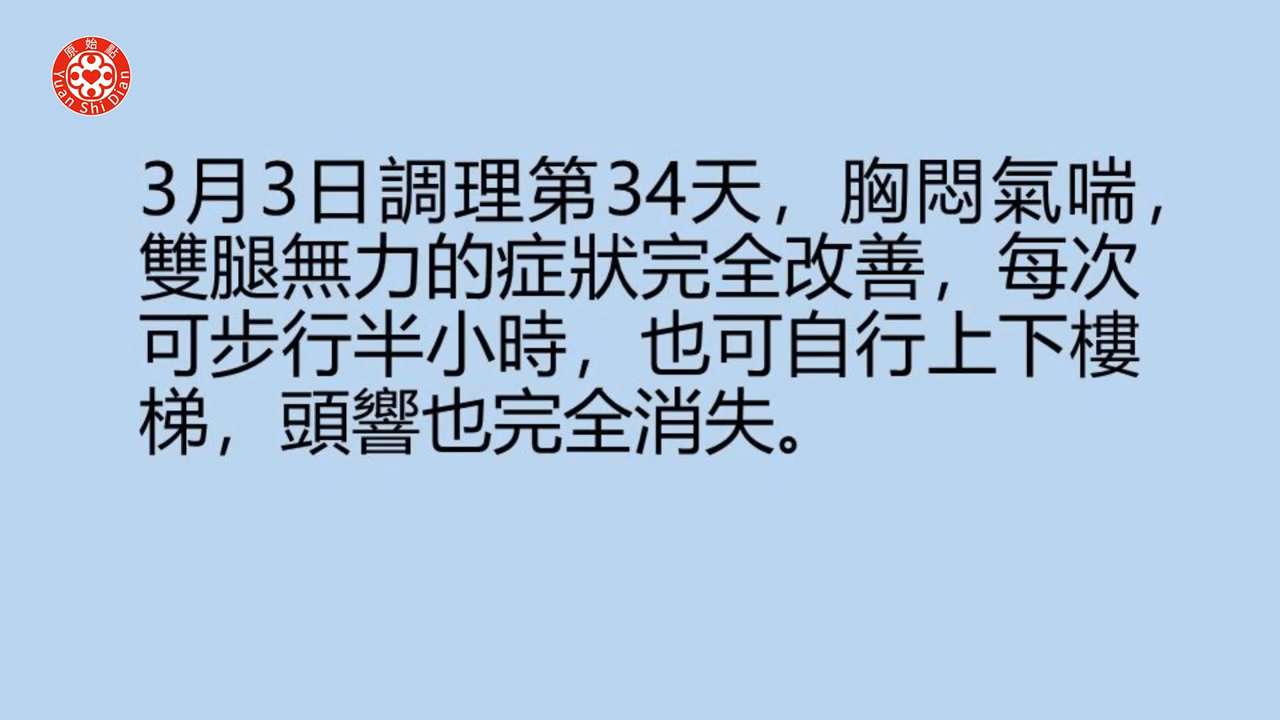 原始點
Yuan Shi Dian
3月3日調理第34天，胸悶氣喘，
雙腿無力的症狀完全改善，每次
可步行半小時，也可自行上下樓
梯，頭響也完全消失。